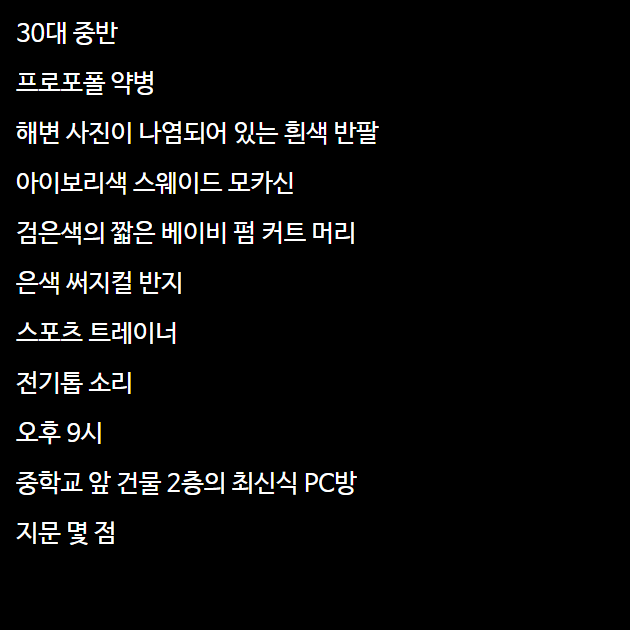 30대 중반
프로포폴 약병
해변 사진이 나염되어 있는 흰색 반팔
아이보리색 스웨이드 모카신
검은색의 짧은 베이비 펌 커트 머리
은색 써지컬 반지
스포츠 트레이너
전기톱 소리
오후 9시
중학교 앞 건물 2층의 최신식 PC방
지문 몇 점